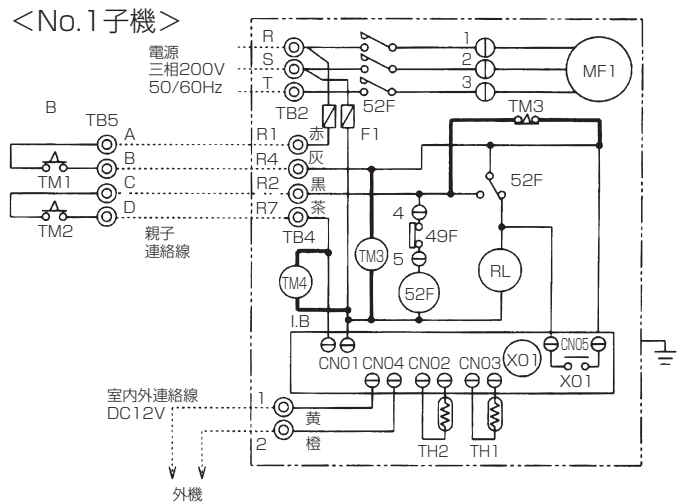 <No.1子機>
R
電源
三相200V
50/60Hz
S
T
TB2
52F
1
2
3
MF1
TM3
B
TB5
A
R1
赤
F1
B
R4
灰
TM1
C
R2
黒
52F
D
R7
茶
TM2
親子
連絡線
TB4
4
49F
5
TM3
TM4
52F
RL
I.B
CN01
CN04
CN02
CN03
X01
CN05
X01
室内外連絡線
DC12V
1
黄
2
橙
TH2
TH1
外機